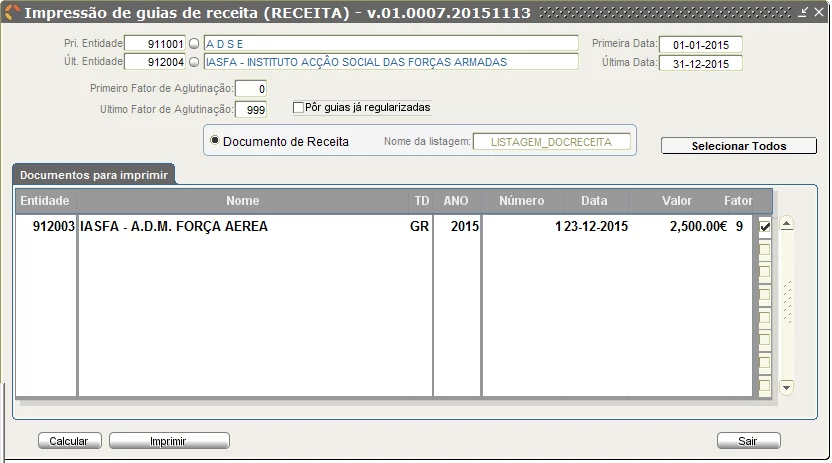 Impressão de guias de receita (RECEITA) - v.01.0007.20151113
Pri. Entidade 911001 A D S E Primeira Data: 01-01-2015
Últ. Entidade 912004 IASFA - INSTITUTO ACÇÃO SOCIAL DAS FORÇAS ARMADAS Última Data: 31-12-2015
Primeiro Fator de Aglutinação: 0
Ultimo Fator de Aglutinação: 999 Pôr guias já regularizadas
Documento de Receita Nome da listagem: LISTAGEM_DOCRECEITA Selecionar Todos
Documentos para imprimir
Entidade Nome TD ANO Número Data Valor Fator
912003 IASFA - A.D.M. FORÇA AEREA GR 2015 1 23-12-2015 2,500.00€ 9
Calcular Imprimir Sair